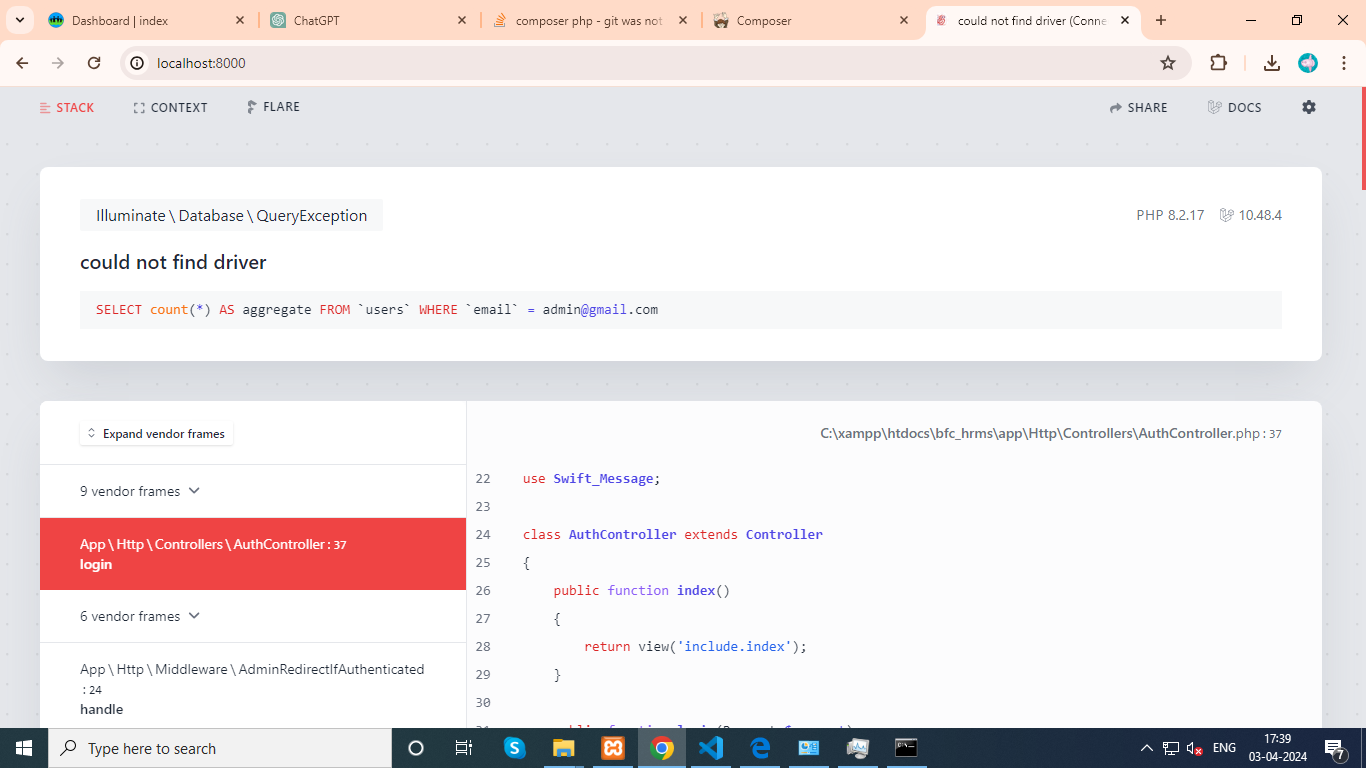 Dashboard | index
ChatGPT
composer php - git was not
Composer
could not find driver (Conne
localhost:8000
STACK
CONTEXT
FLARE
SHARE
DOCS
Illuminate \ Database \ QueryException
PHP 8.2.17
10.48.4
could not find driver
SELECT count(*) AS aggregate FROM `users` WHERE `email` = admin@gmail.com
Expand vendor frames
C:\xampp\htdocs\bfc_hrms\app\Http\Controllers\AuthController.php : 37
9 vendor frames
App \ Http \ Controllers \ AuthController : 37
login
6 vendor frames
App \ Http \ Middleware \ AdminRedirectIfAuthenticated
: 24
handle
22 use Swift_Message;
23
24 class AuthController extends Controller
25 {
26 public function index()
27 {
28 return view('include.index');
29 }
30
Type here to search
ENG
17:39
03-04-2024
7